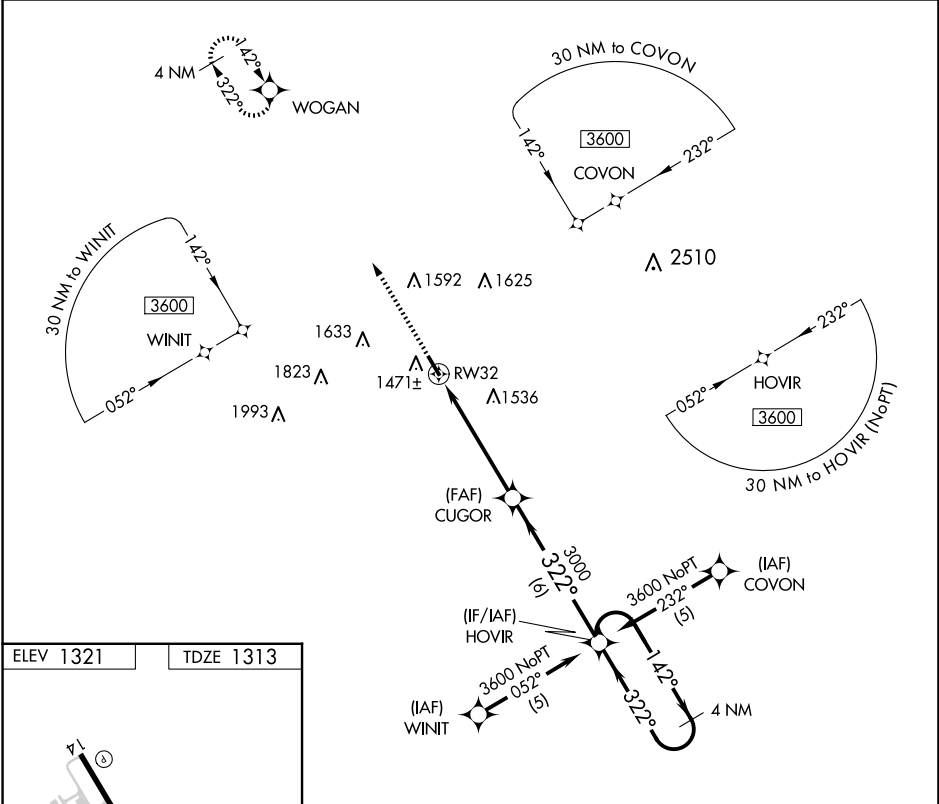 4 NM
142°
322°
WOGAN
30 NM to COVON
142°
3600
COVON
232°
30 NM to WINIT
142°
3600
WINIT
052°
2510
1592
1625
1633
1823
1471±
RW32
1993
1536
232°
HOVIR
052°
3600
30 NM to HOVIR (NoPT)
(FAF)
CUGOR
3000
322°
(6)
(IAF)
COVON
3600 NoPT
232°
(5)
(IF/IAF)
HOVIR
3600 NoPT
052°
(5)
(IAF)
WINIT
142°
322°
4 NM
ELEV 1321
TDZE 1313
14
P